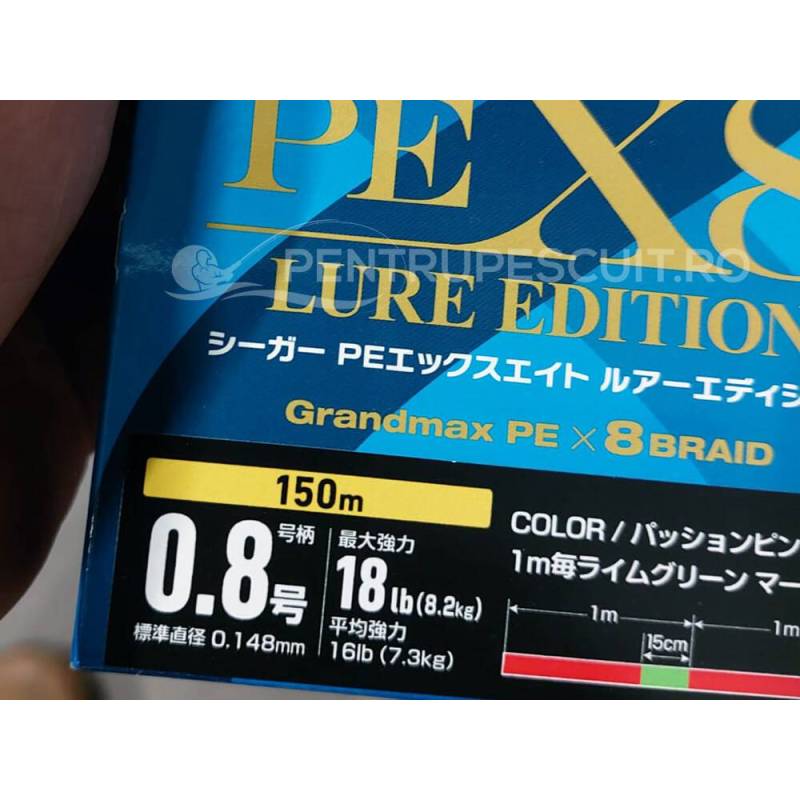 PE X8
PENTRUPESCUIT.RO
LURE EDITION
シーガー PEエックスエイト ルアーエディシ
Grandmax PE × 8 BRAID
150m
0.8号
号柄
標準直径 0.148mm
最大強力
18lb(8.2kg)
平均強力
16lb (7.3kg)
COLOR / パッションピン
1m毎ライムグリーン マー
1m
1m
15cm